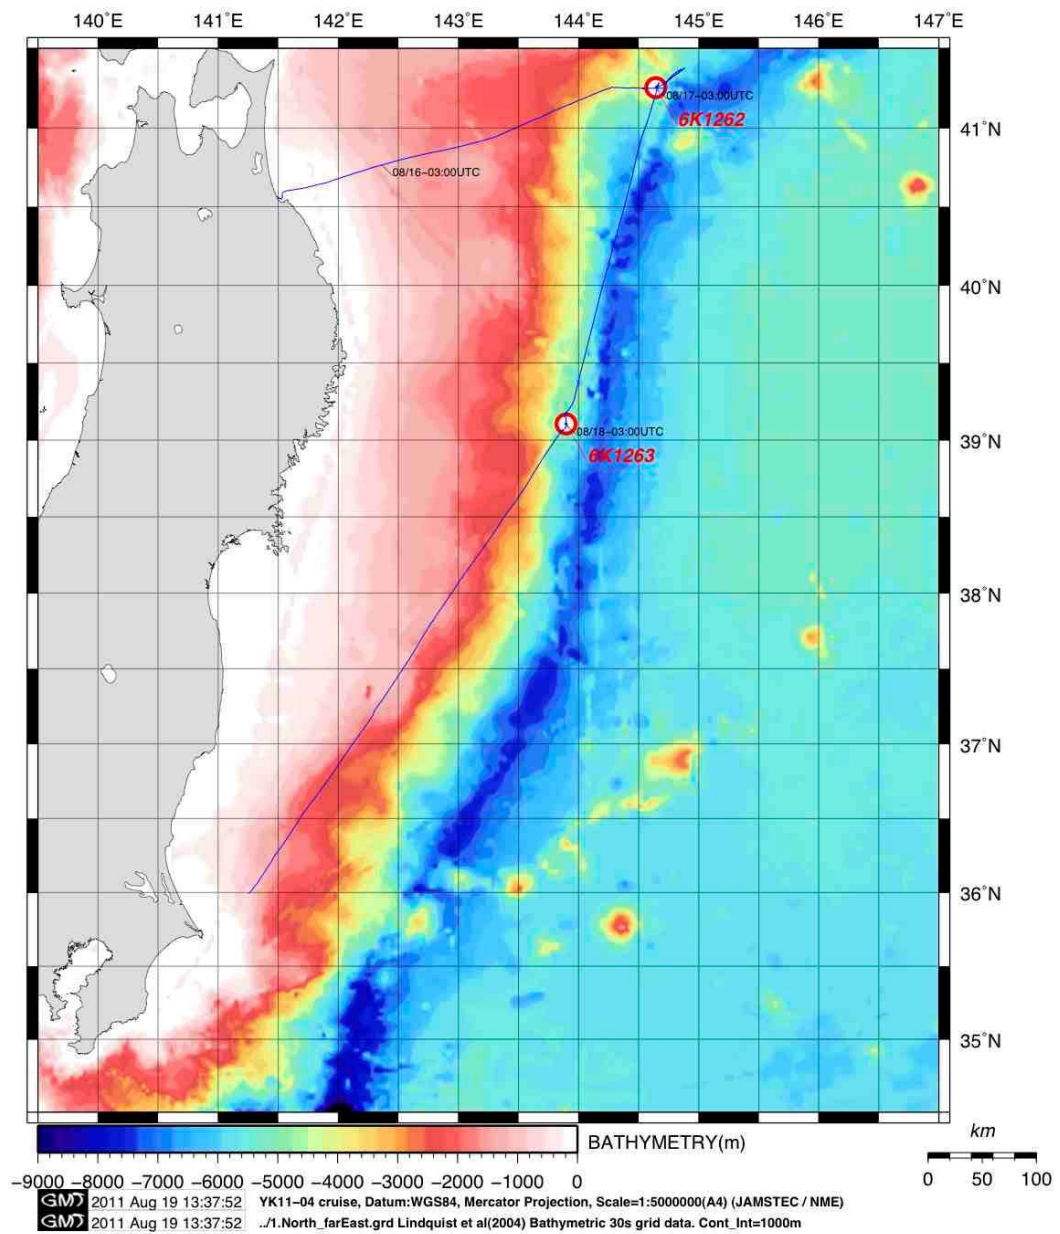 140°E 141°E 142°E 143°E 144°E 145°E 146°E 147°E
08/17-03:00UTC
6K1262
41°N
08/16-03:00UTC
40°N
08/18-03:00UTC
39°N
6K1263
38°N
37°N
36°N
35°N
BATHYMETRY(m)
km
-9000 -8000 -7000 -6000 -5000 -4000 -3000 -2000 -1000 0
0 50 100
GMT 2011 Aug 19 13:37:52 YK11-04 cruise, Datum:WGS84, Mercator Projection, Scale=1:5000000(A4) (JAMSTEC / NME)
GMT 2011 Aug 19 13:37:52 ../1.North_farEast.grd Lindquist et al(2004) Bathymetric 30s grid data. Cont_Int=1000m